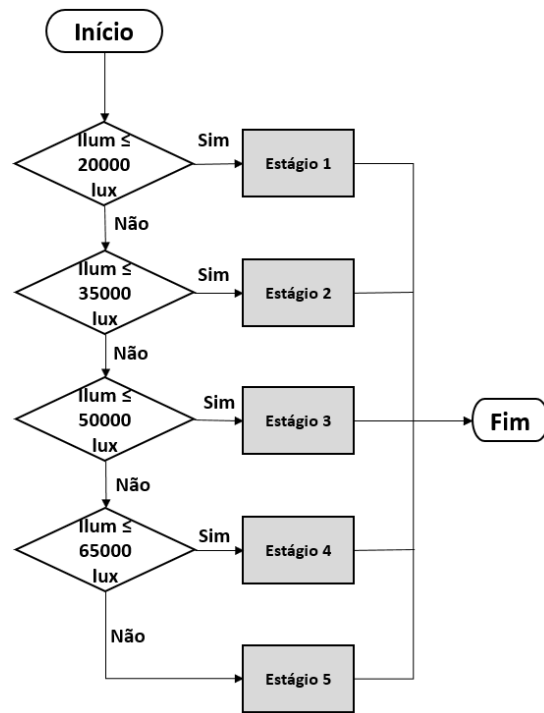 Início
Ilum ≤
20000
lux
Sim
Estágio 1
Não
Ilum ≤
35000
lux
Sim
Estágio 2
Não
Ilum ≤
50000
lux
Sim
Estágio 3
Fim
Não
Ilum ≤
65000
lux
Sim
Estágio 4
Não
Estágio 5